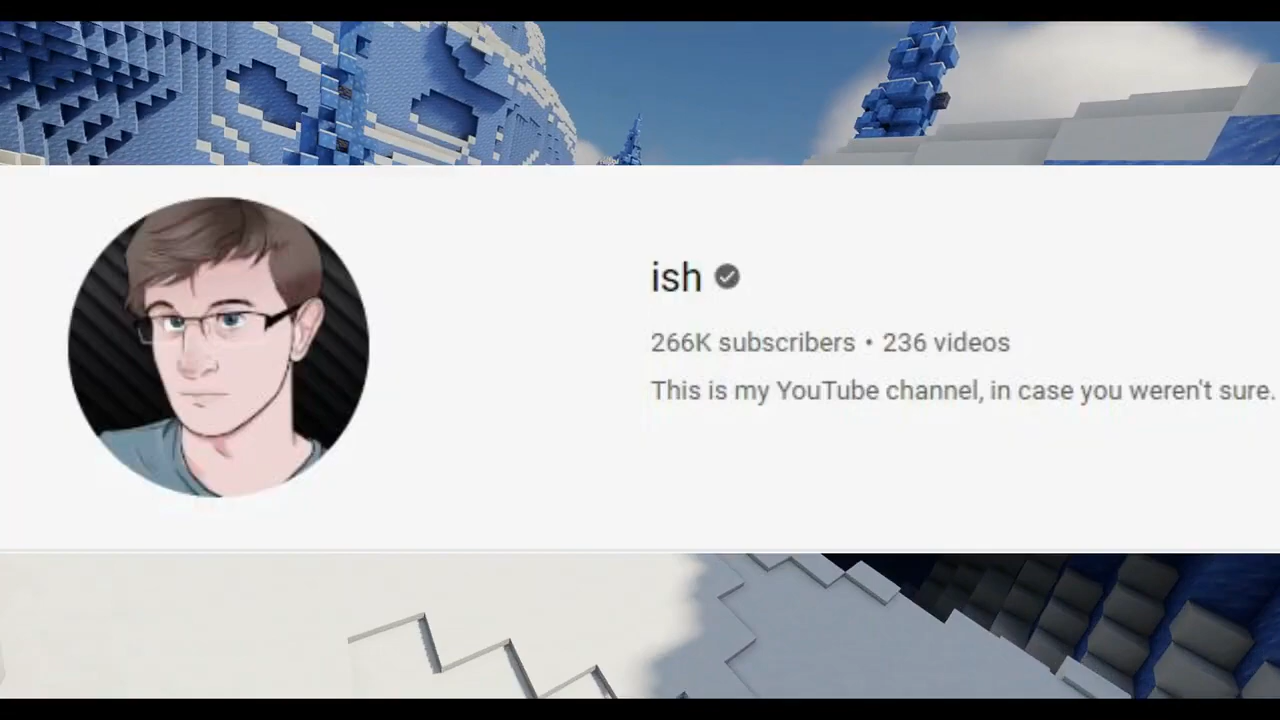 ish
266K subscribers • 236 videos
This is my YouTube channel, in case you weren't sure.